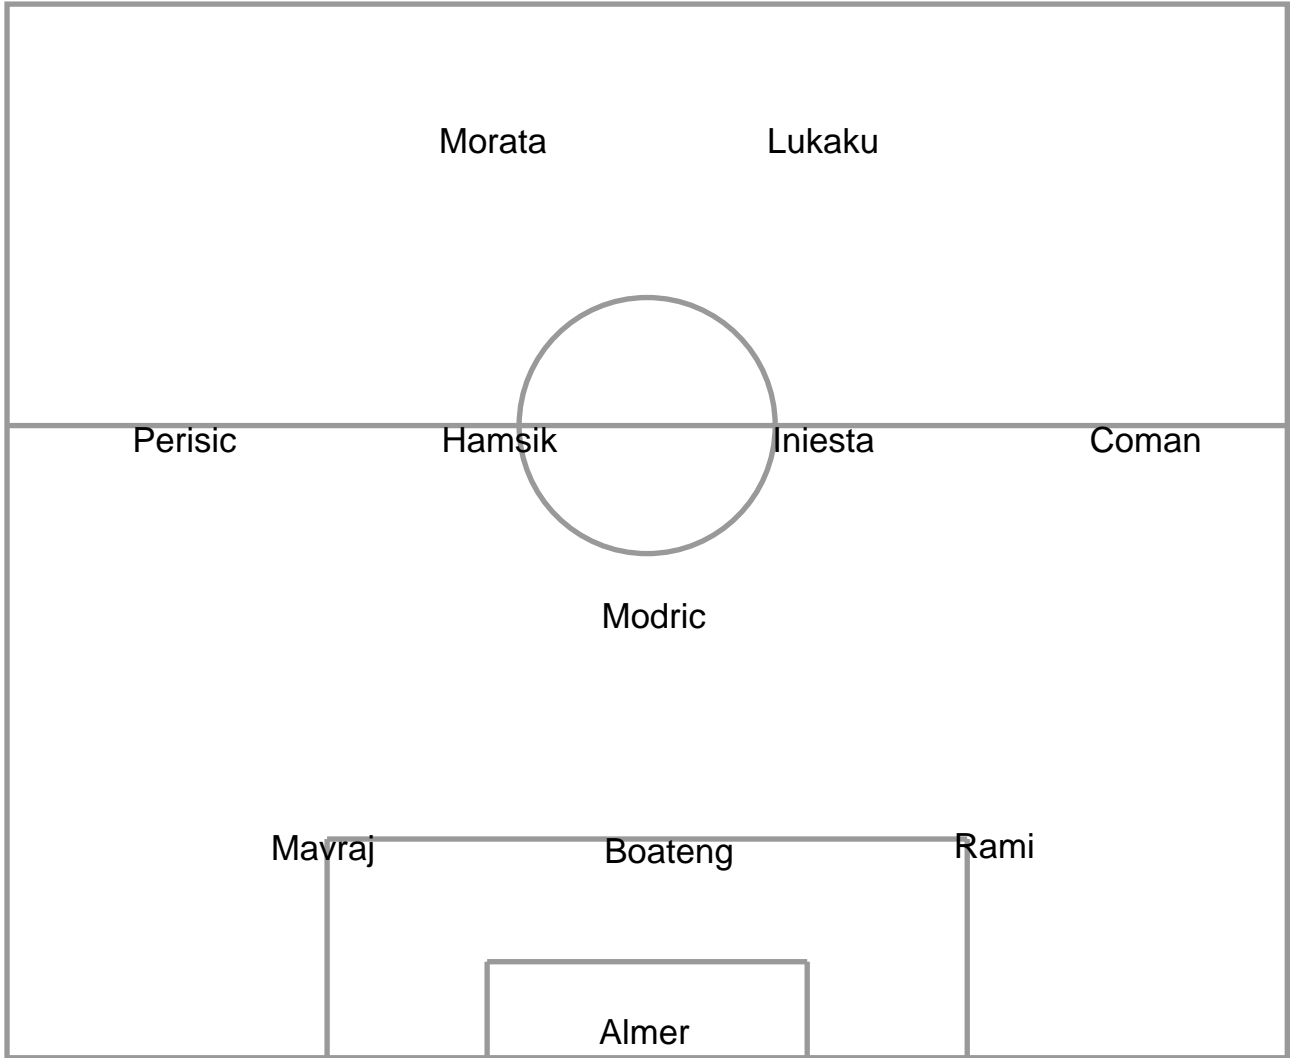 Morata Lukaku
Perisic Hamsik Iniesta Coman
Modric
Mavraj Boateng Rami
Almer